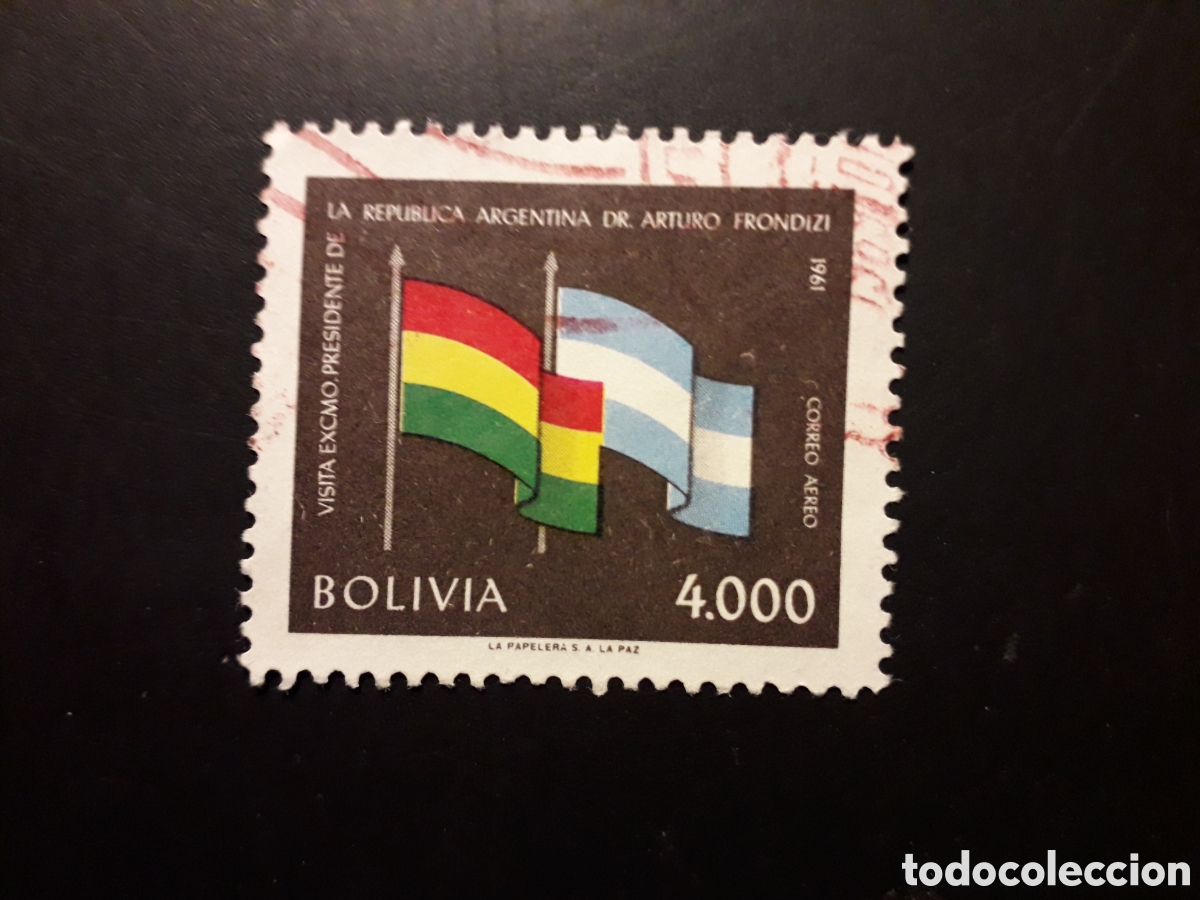 VISITA EXCMO. PRESIDENTE DE
LA REPUBLICA ARGENTINA DR. ARTURO FRONDIZI
1961
CORREO AEREO
BOLIVIA
4.000
LA PAPELERA S. A. LA PAZ
todocoleccion